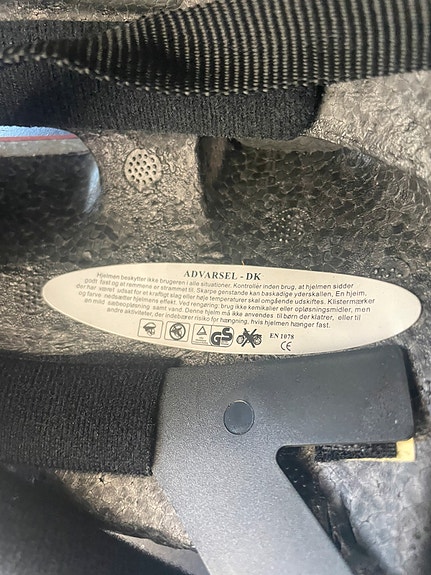 ADVARSEL - DK
Hjelmen beskytter ikke brugeren i alle situationer. Kontroller inden brug, at hjelmen sidder
godt fast og at remmene er strammet til. Skarpe genstande kan baskadige yderskallen. En hjeim,
der har været udsat for et kraftigt slag eller høje temperaturer skal omgående udskiftes. Klistermærker
og farve nedsætter hjelmens effekt. Ved rengøring: brug ikke kemikalier eller opløsningsmidler, men
en mild sæbeopløsning samt vand. Denne hjelm må ikke anvendes til børn der klatrer, eller til
andre aktiviteter, der indebærer risiko for hængning, hvis hjelmen hænger fast.
GS
EN 1078
CE